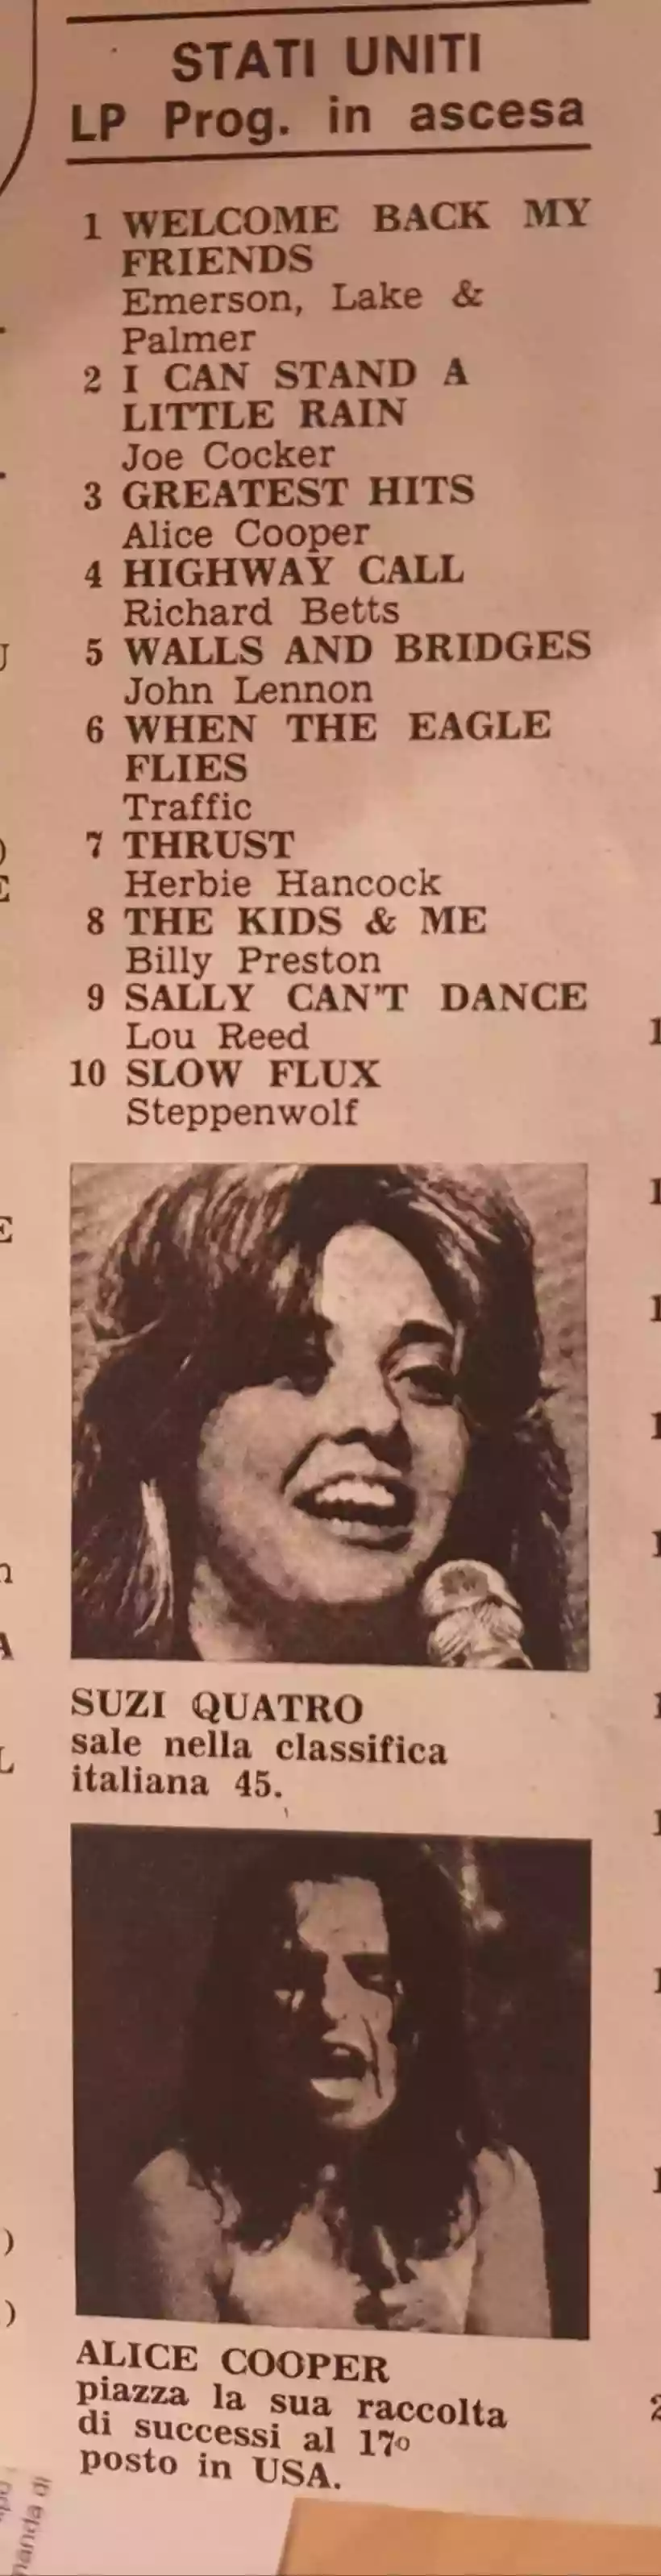 STATI UNITI
LP Prog. in ascesa
1 WELCOME BACK MY
FRIENDS
Emerson, Lake &
Palmer
2 I CAN STAND A
LITTLE RAIN
Joe Cocker
3 GREATEST HITS
Alice Cooper
4 HIGHWAY CALL
Richard Betts
5 WALLS AND BRIDGES
John Lennon
6 WHEN THE EAGLE
FLIES
Traffic
7 THRUST
Herbie Hancock
8 THE KIDS & ME
Billy Preston
9 SALLY CAN'T DANCE
Lou Reed
10 SLOW FLUX
Steppenwolf
SUZI QUATRO
sale nella classifica
italiana 45.
ALICE COOPER
piazza la sua raccolta
di successi al 17º
posto in USA.